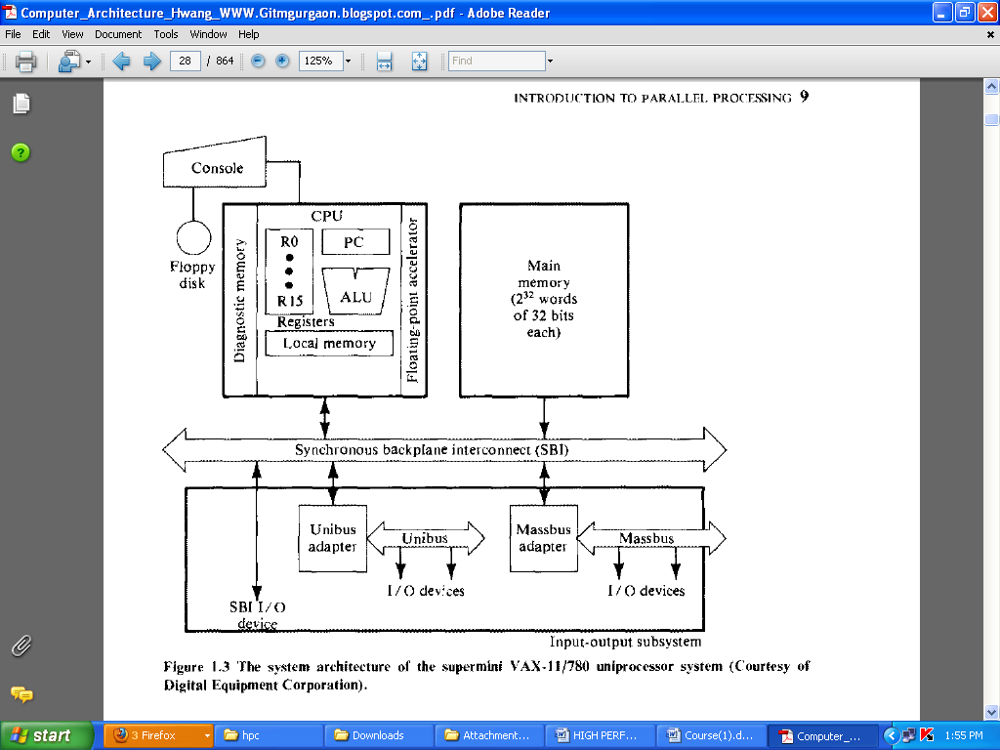 Computer_Architecture_Hwang_WWW.Gitmgurgaon.blogspot.com_.pdf - Adobe Reader
File Edit View Document Tools Window Help
28 / 864 125% Find
INTRODUCTION TO PARALLEL PROCESSING 9
Console
Floppy
disk
Diagnostic memory
CPU
R0
R15
Registers
PC
ALU
Local memory
Floating-point accelerator
Main
memory
(2³² words
of 32 bits
each)
Synchronous backplane interconnect (SBI)
Unibus
adapter
Unibus
I/O devices
Massbus
adapter
Massbus
I/O devices
SBI I/O
device
Input-output subsystem
Figure 1.3 The system architecture of the supermini VAX-11/780 uniprocessor system (Courtesy of
Digital Equipment Corporation).
start 3 Firefox hpc Downloads Attachment... HIGH PERF... Course(1).d... Computer_... 1:55 PM